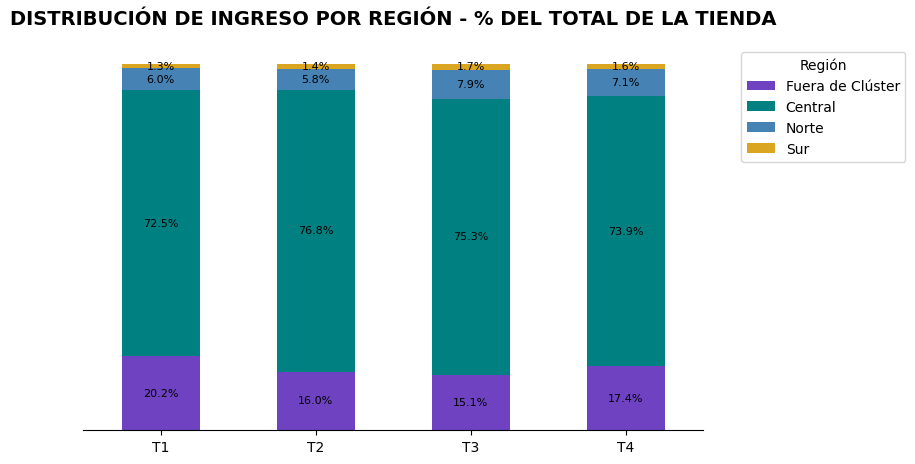 DISTRIBUCIÓN DE INGRESO POR REGIÓN - % DEL TOTAL DE LA TIENDA
1.3% 1.4% 1.7% 1.6%
6.0% 5.8% 7.9% 7.1%
72.5% 76.8% 75.3% 73.9%
20.2% 16.0% 15.1% 17.4%
T1 T2 T3 T4
Región
Fuera de Clúster
Central
Norte
Sur